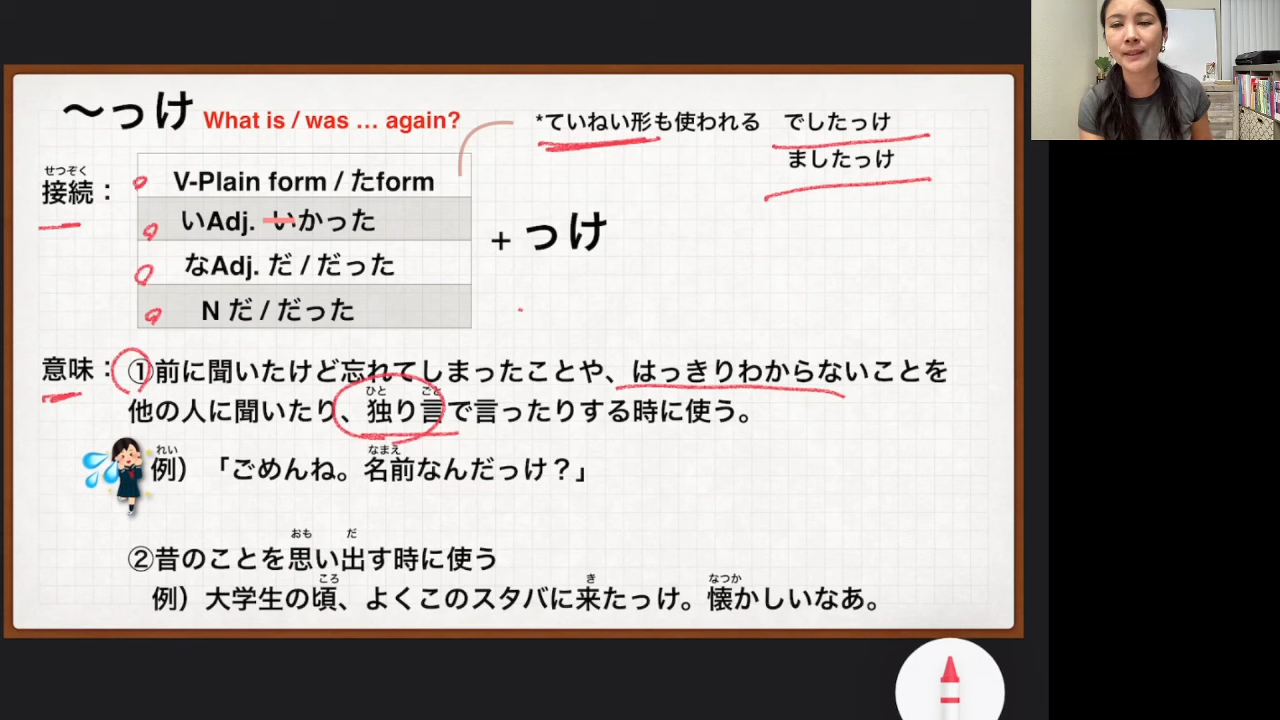 〜っけ What is / was … again?
*ていねい形も使われる でしたっけ
ましたっけ
せつぞく
接続：
V-Plain form / たform
いAdj. いかった
なAdj. だ / だった
N だ / だった
+ っけ
意味：①前に聞いたけど忘れてしまったことや、はっきりわからないことを
ひと ごと
他の人に聞いたり、独り言で言ったりする時に使う。
れい なまえ
例）「ごめんね。名前なんだっけ？」
おも だ
②昔のことを思い出す時に使う
ころ き なつか
例）大学生の頃、よくこのスタバに来たっけ。懐かしいなあ。